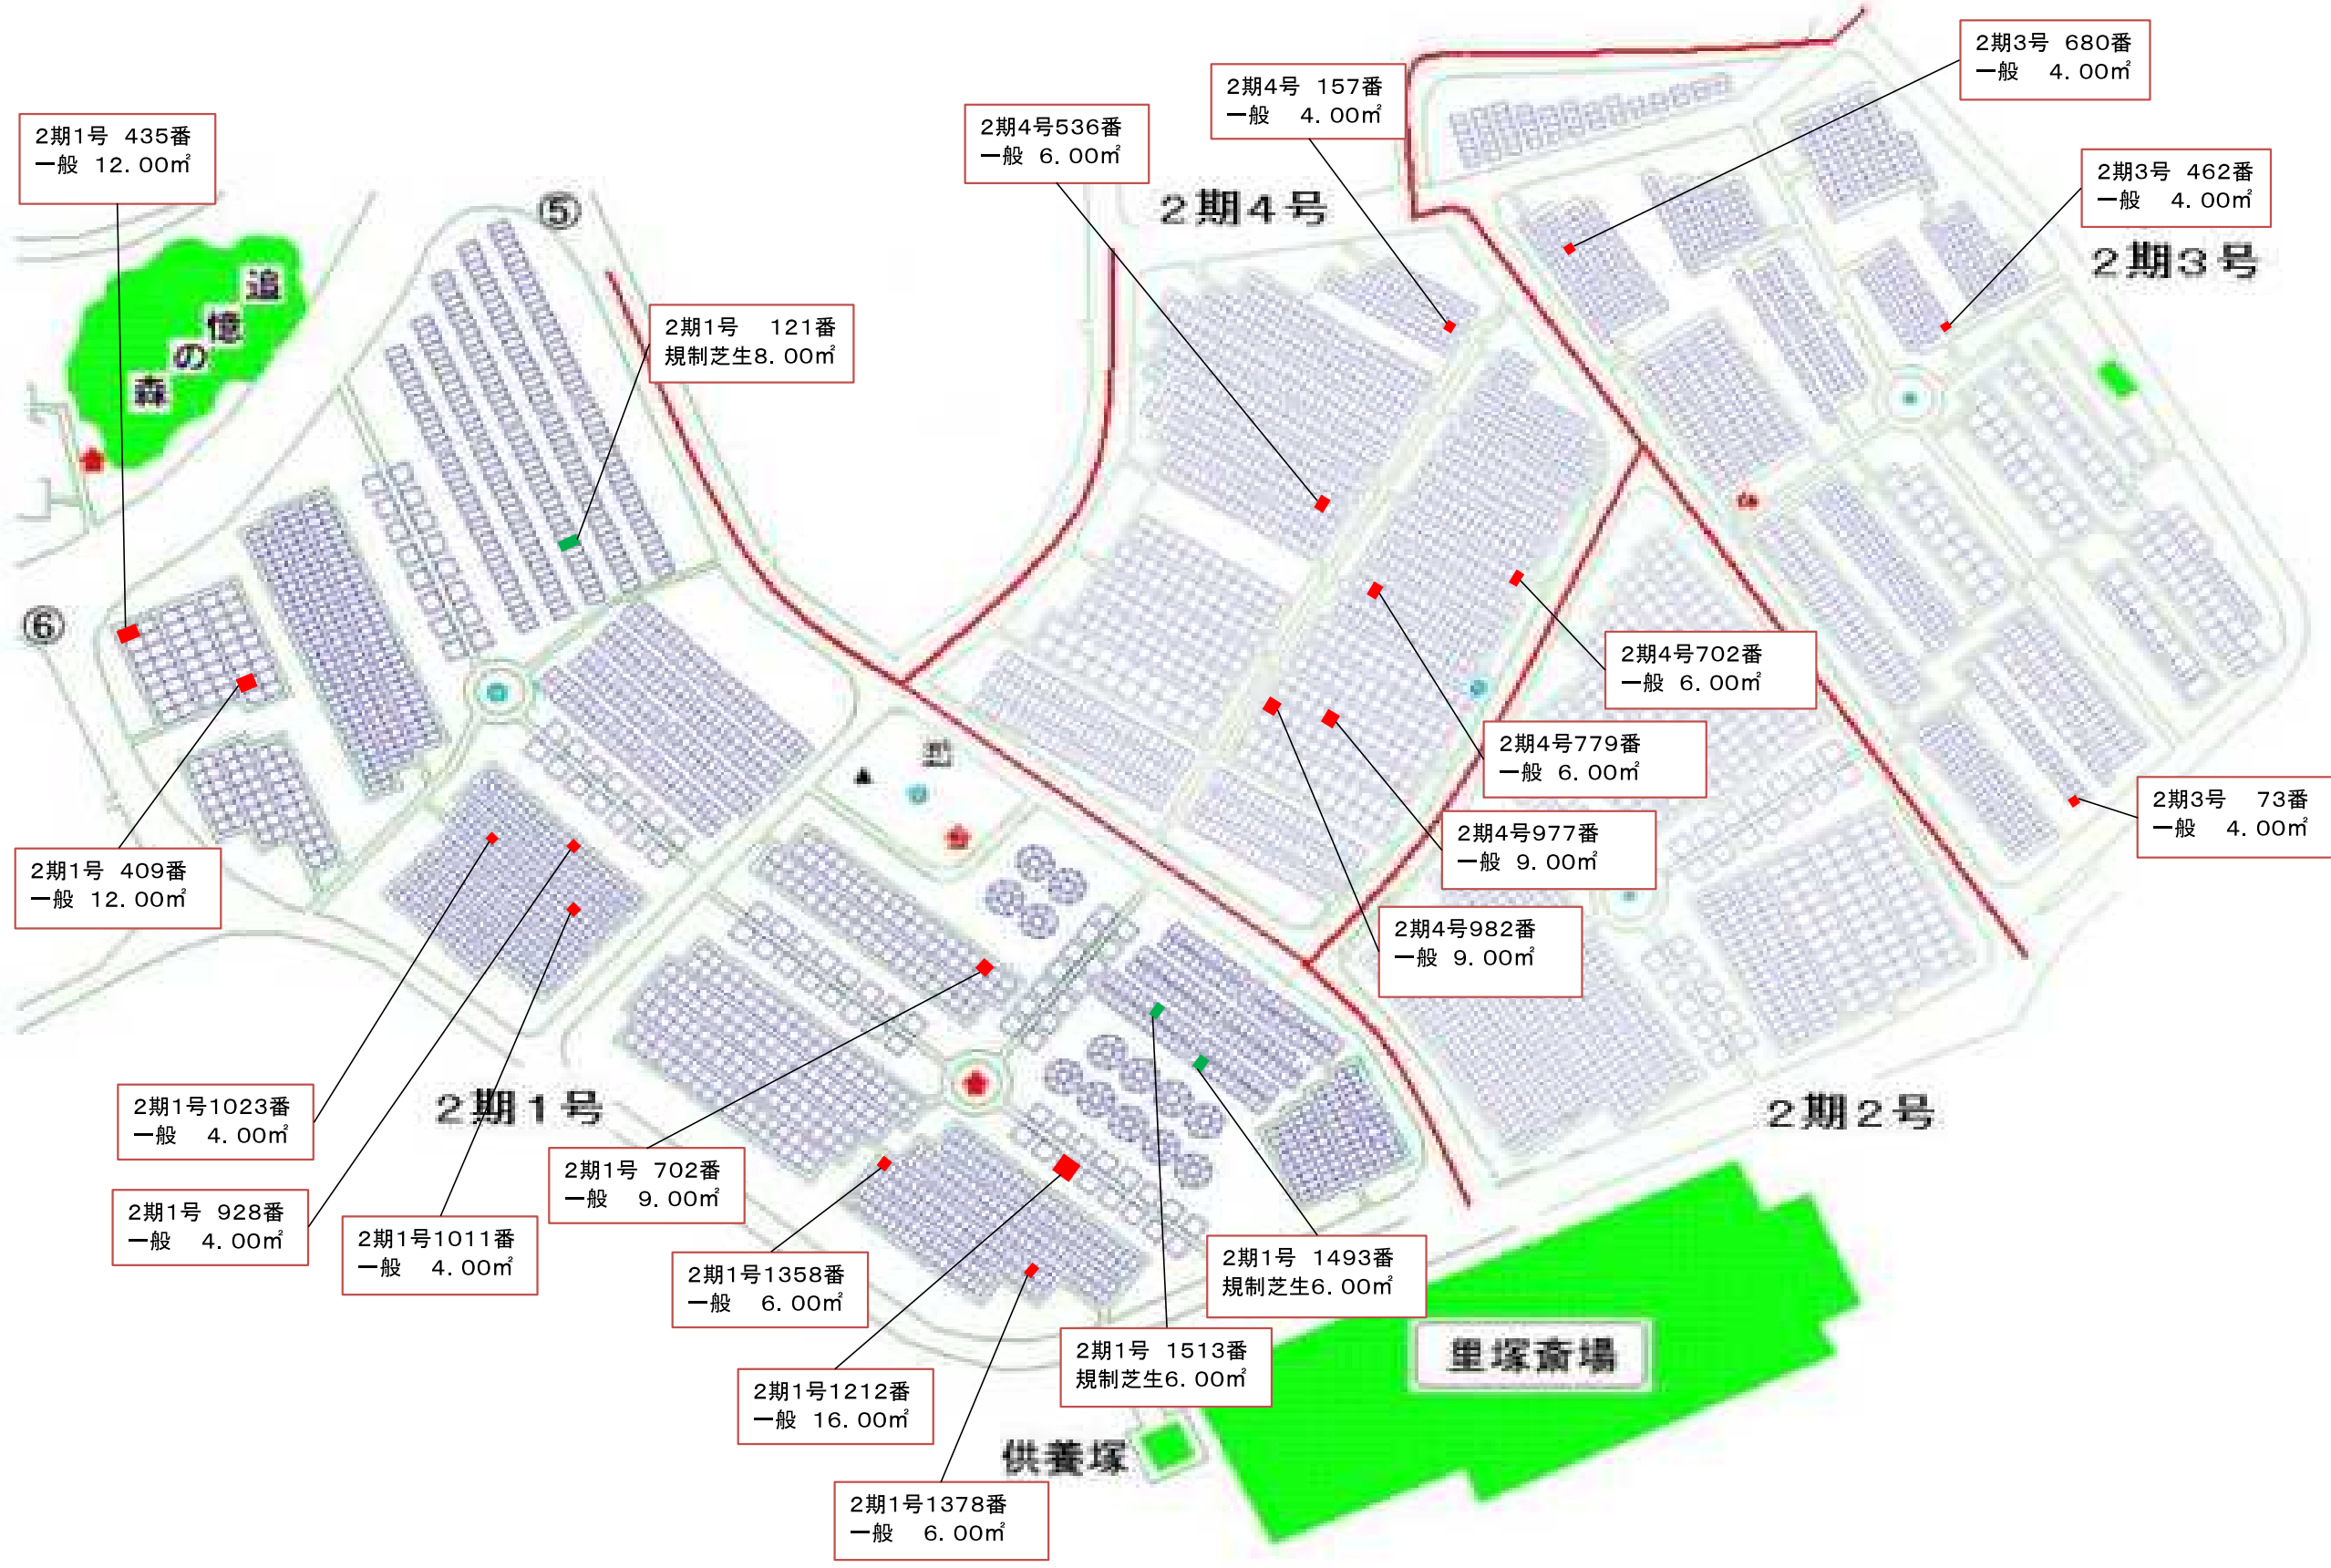 2期3号 680番
一般 4.00㎡
2期4号 157番
一般 4.00㎡
2期4号536番
一般 6.00㎡
2期1号 435番
一般 12.00㎡
2期3号 462番
一般 4.00㎡
2期4号
⑤
2期3号
追
憶
の
森
2期1号 121番
規制芝生8.00㎡
⑥
2期4号702番
一般 6.00㎡
2期4号779番
一般 6.00㎡
2期3号 73番
一般 4.00㎡
2期4号977番
一般 9.00㎡
2期1号 409番
一般 12.00㎡
2期4号982番
一般 9.00㎡
2期1号1023番
一般 4.00㎡
2期1号
2期2号
2期1号 702番
一般 9.00㎡
2期1号 928番
一般 4.00㎡
2期1号1011番
一般 4.00㎡
2期1号1358番
一般 6.00㎡
2期1号 1493番
規制芝生6.00㎡
2期1号 1513番
規制芝生6.00㎡
里塚斎場
2期1号1212番
一般 16.00㎡
供養塚
2期1号1378番
一般 6.00㎡